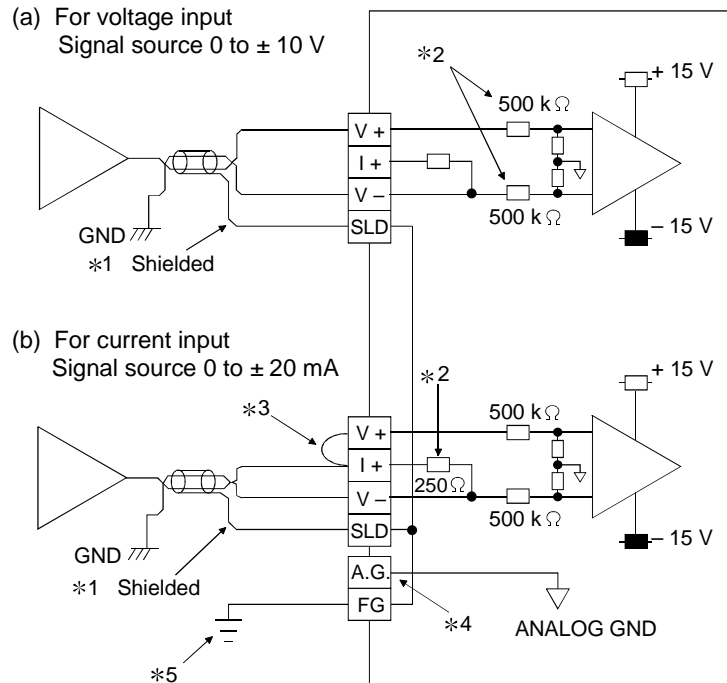 (a) For voltage input
Signal source 0 to ± 10 V
*2
+ 15 V
500 k Ω
V +
I +
V −
500 k Ω
GND
SLD
− 15 V
*1 Shielded
(b) For current input
Signal source 0 to ± 20 mA
*2
+ 15 V
*3
500 k Ω
V +
I +
250 Ω
V −
500 k Ω
SLD
− 15 V
GND
*1 Shielded
A.G.
*4
FG
ANALOG GND
*5